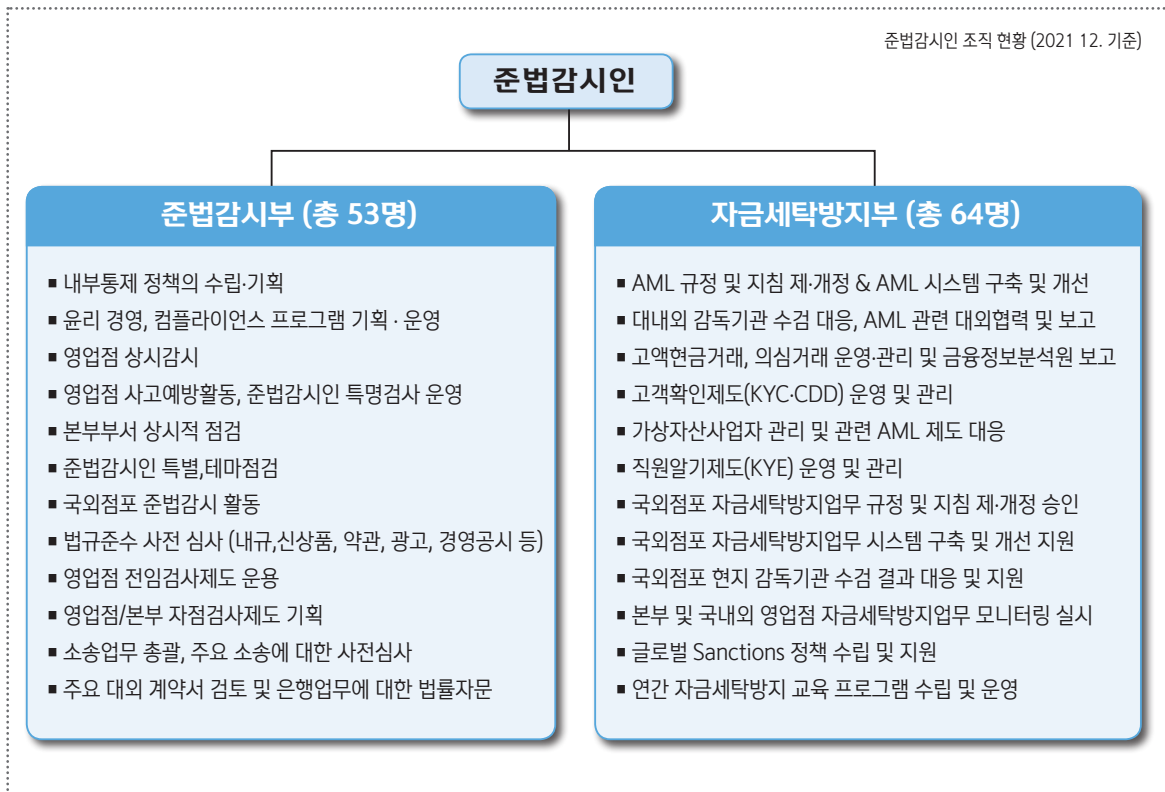 준법감시인 조직 현황 (2021 12. 기준)
준법감시인
준법감시부 (총 53명)
▪ 내부통제 정책의 수립·기획
▪ 윤리 경영, 컴플라이언스 프로그램 기획 · 운영
▪ 영업점 상시감시
▪ 영업점 사고예방활동, 준법감시인 특명검사 운영
▪ 본부부서 상시적 점검
▪ 준법감시인 특별,테마점검
▪ 국외점포 준법감시 활동
▪ 법규준수 사전 심사 (내규,신상품, 약관, 광고, 경영공시 등)
▪ 영업점 전임검사제도 운용
▪ 영업점/본부 자점검사제도 기획
▪ 소송업무 총괄, 주요 소송에 대한 사전심사
▪ 주요 대외 계약서 검토 및 은행업무에 대한 법률자문
자금세탁방지부 (총 64명)
▪ AML 규정 및 지침 제·개정 & AML 시스템 구축 및 개선
▪ 대내외 감독기관 수검 대응, AML 관련 대외협력 및 보고
▪ 고액현금거래, 의심거래 운영·관리 및 금융정보분석원 보고
▪ 고객확인제도(KYC·CDD) 운영 및 관리
▪ 가상자산사업자 관리 및 관련 AML 제도 대응
▪ 직원알기제도(KYE) 운영 및 관리
▪ 국외점포 자금세탁방지업무 규정 및 지침 제·개정 승인
▪ 국외점포 자금세탁방지업무 시스템 구축 및 개선 지원
▪ 국외점포 현지 감독기관 수검 결과 대응 및 지원
▪ 본부 및 국내외 영업점 자금세탁방지업무 모니터링 실시
▪ 글로벌 Sanctions 정책 수립 및 지원
▪ 연간 자금세탁방지 교육 프로그램 수립 및 운영